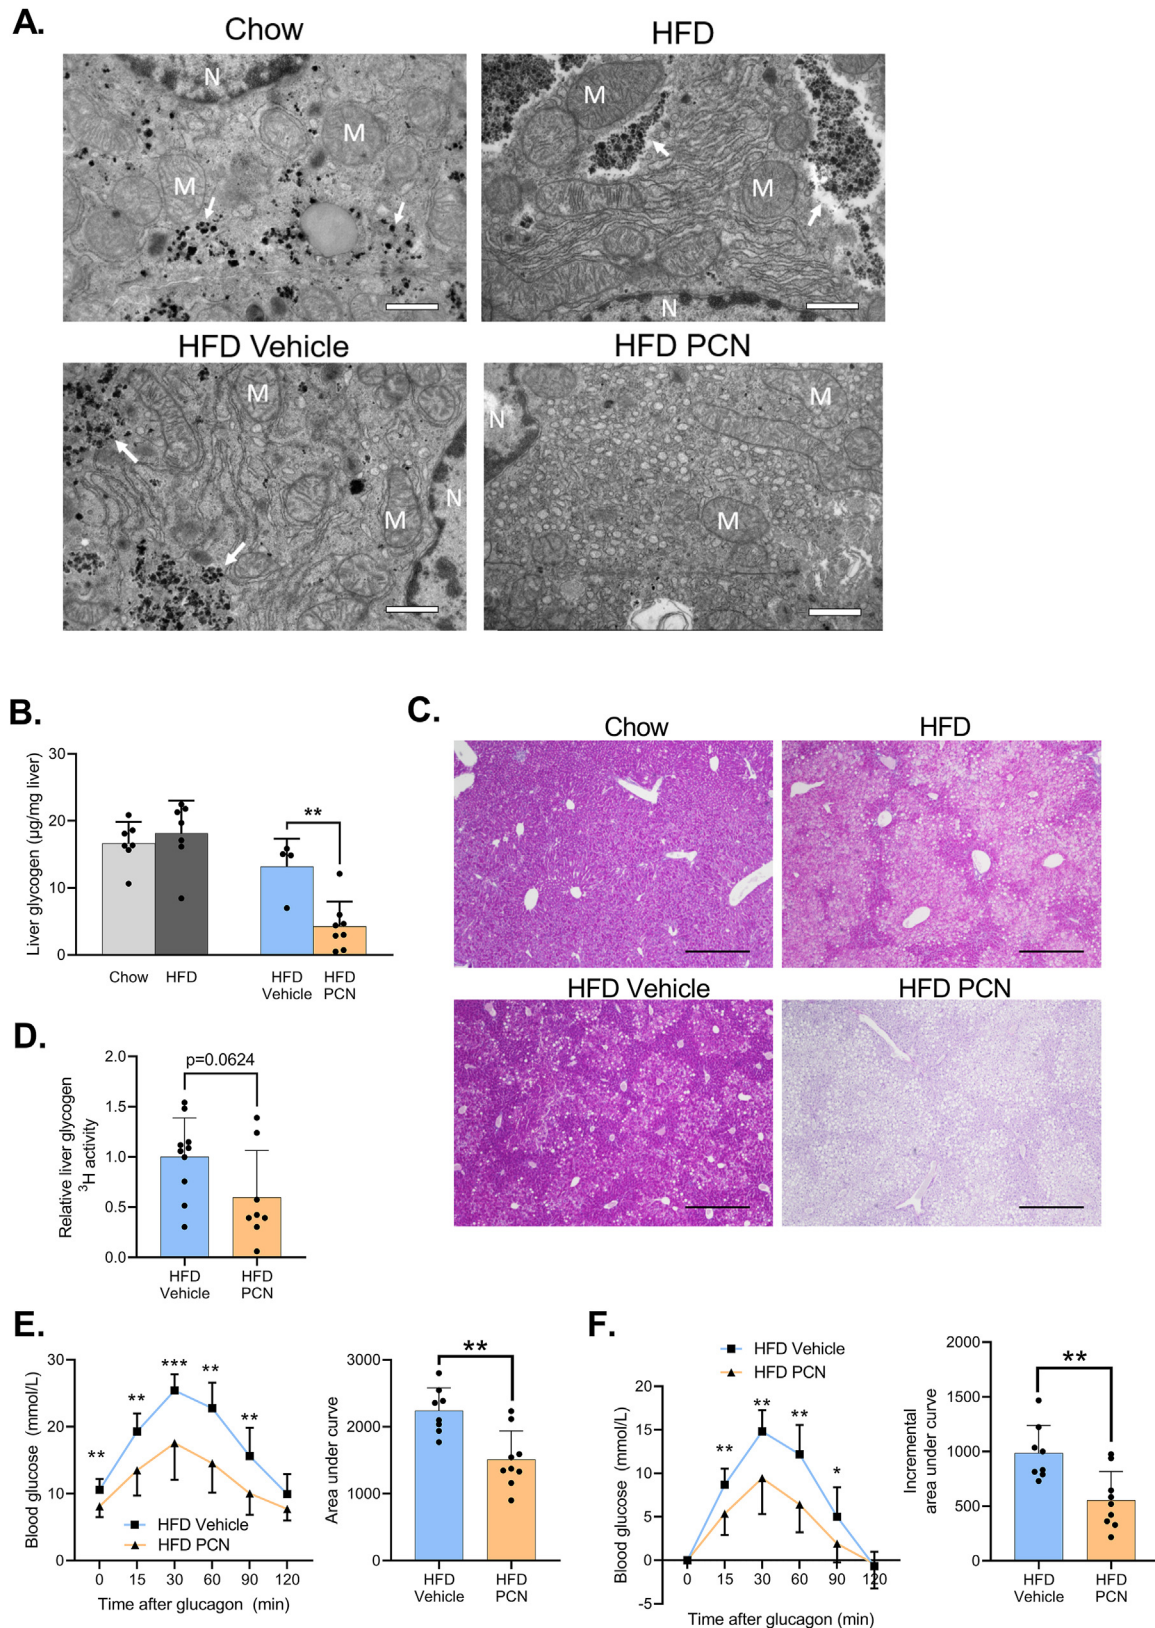 A.
Chow
HFD
N
M
M
M
M
N
HFD Vehicle
HFD PCN
M
N
M
N
M
M
B.
Liver glycogen (µg/mg liver)
30
20
10
0
**
Chow
HFD
HFD
Vehicle
HFD
PCN
C.
Chow
HFD
HFD Vehicle
HFD PCN
D.
Relative liver glycogen
³H activity
2.0
1.5
1.0
0.5
0.0
p=0.0624
HFD
Vehicle
HFD
PCN
E.
Blood glucose (mmol/L)
30
20
10
0
**
**
***
**
**
HFD Vehicle
HFD PCN
0 15 30 60 90 120
Time after glucagon (min)
Area under curve
3000
2000
1000
0
**
HFD
Vehicle
HFD
PCN
F.
HFD Vehicle
HFD PCN
Blood glucose (mmol/L)
20
15
10
5
0
-5
**
**
**
*
0 15 30 60 90 120
Time after glucagon (min)
Incremental
area under curve
2000
1500
1000
500
0
**
HFD
Vehicle
HFD
PCN